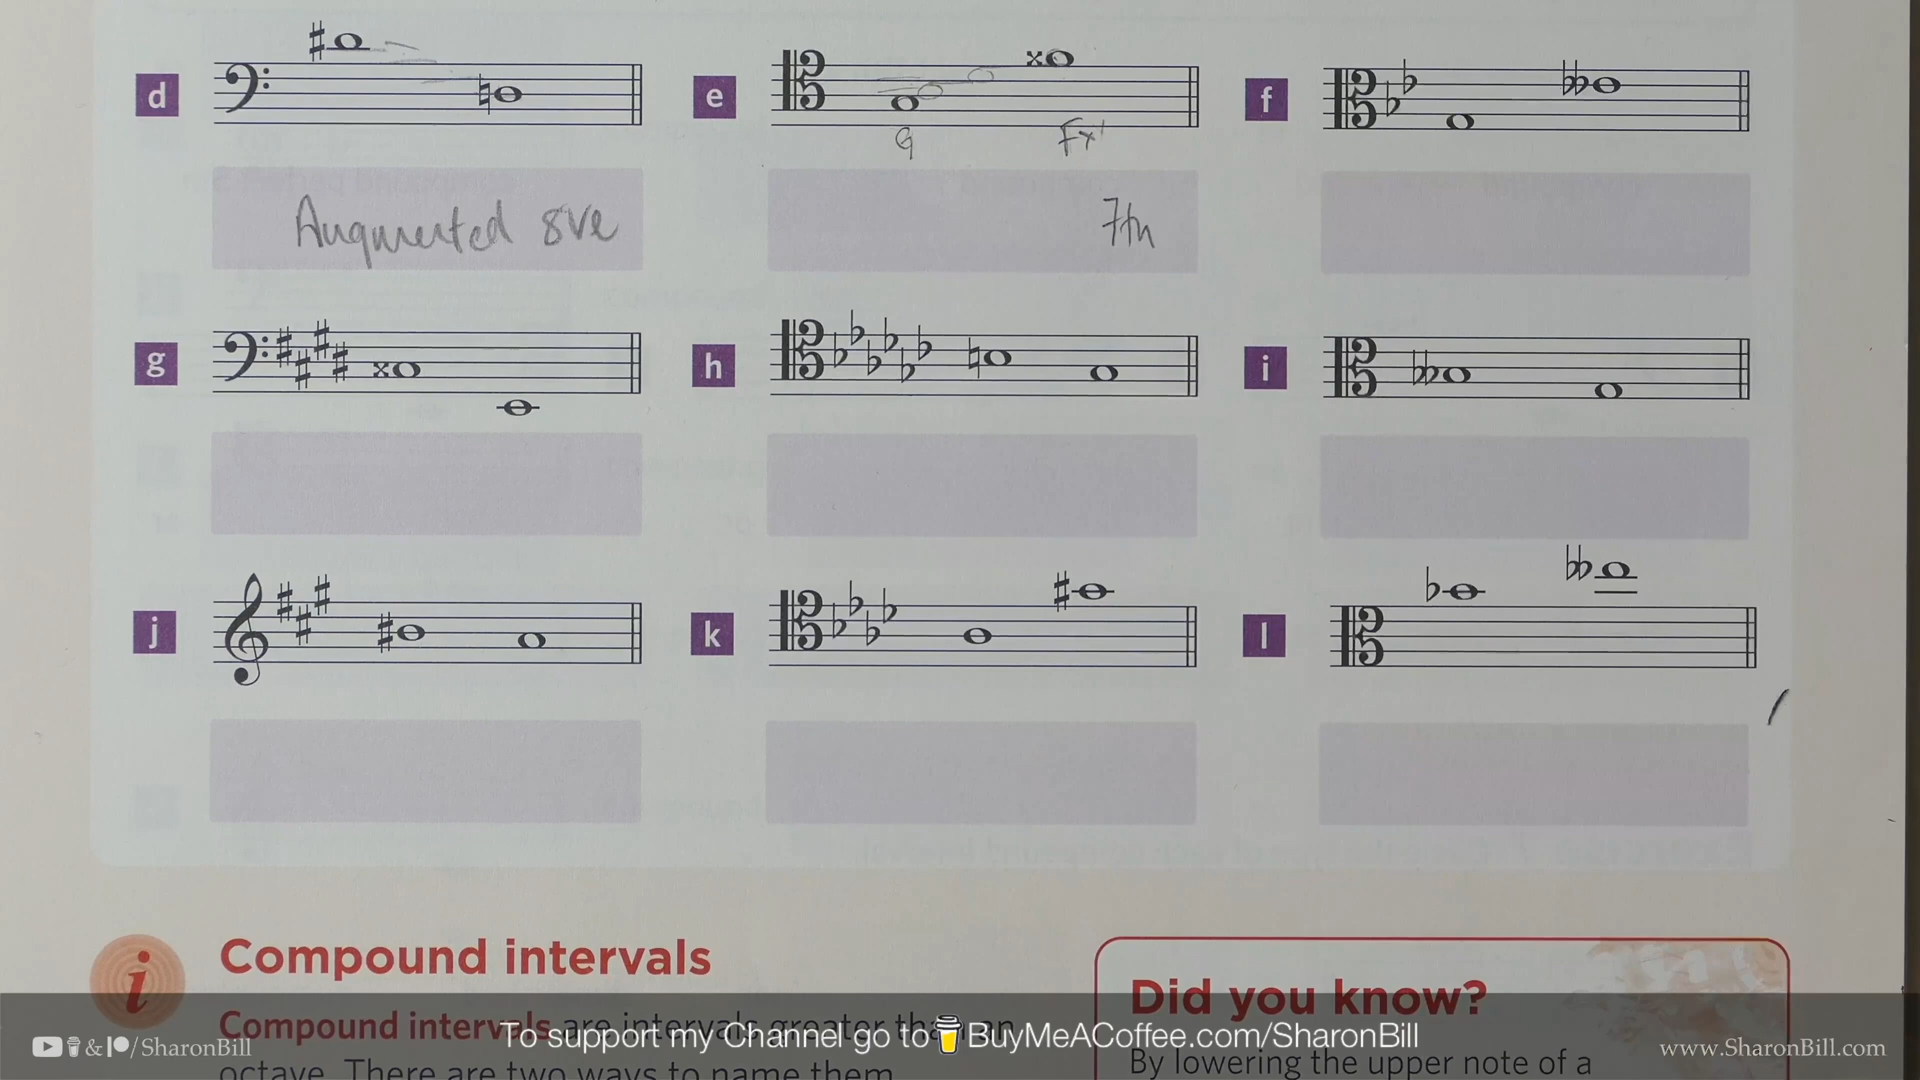 d
e
f
G
Fx
Augmented 8ve
7th
g
h
i
j
k
l
i
Compound intervals
Did you know?
Compound intervals are intervals greater than an
octave. There are two ways to name them
By lowering the upper note of a
To support my Channel go to BuyMeACoffee.com/SharonBill
& /SharonBill
www.SharonBill.com